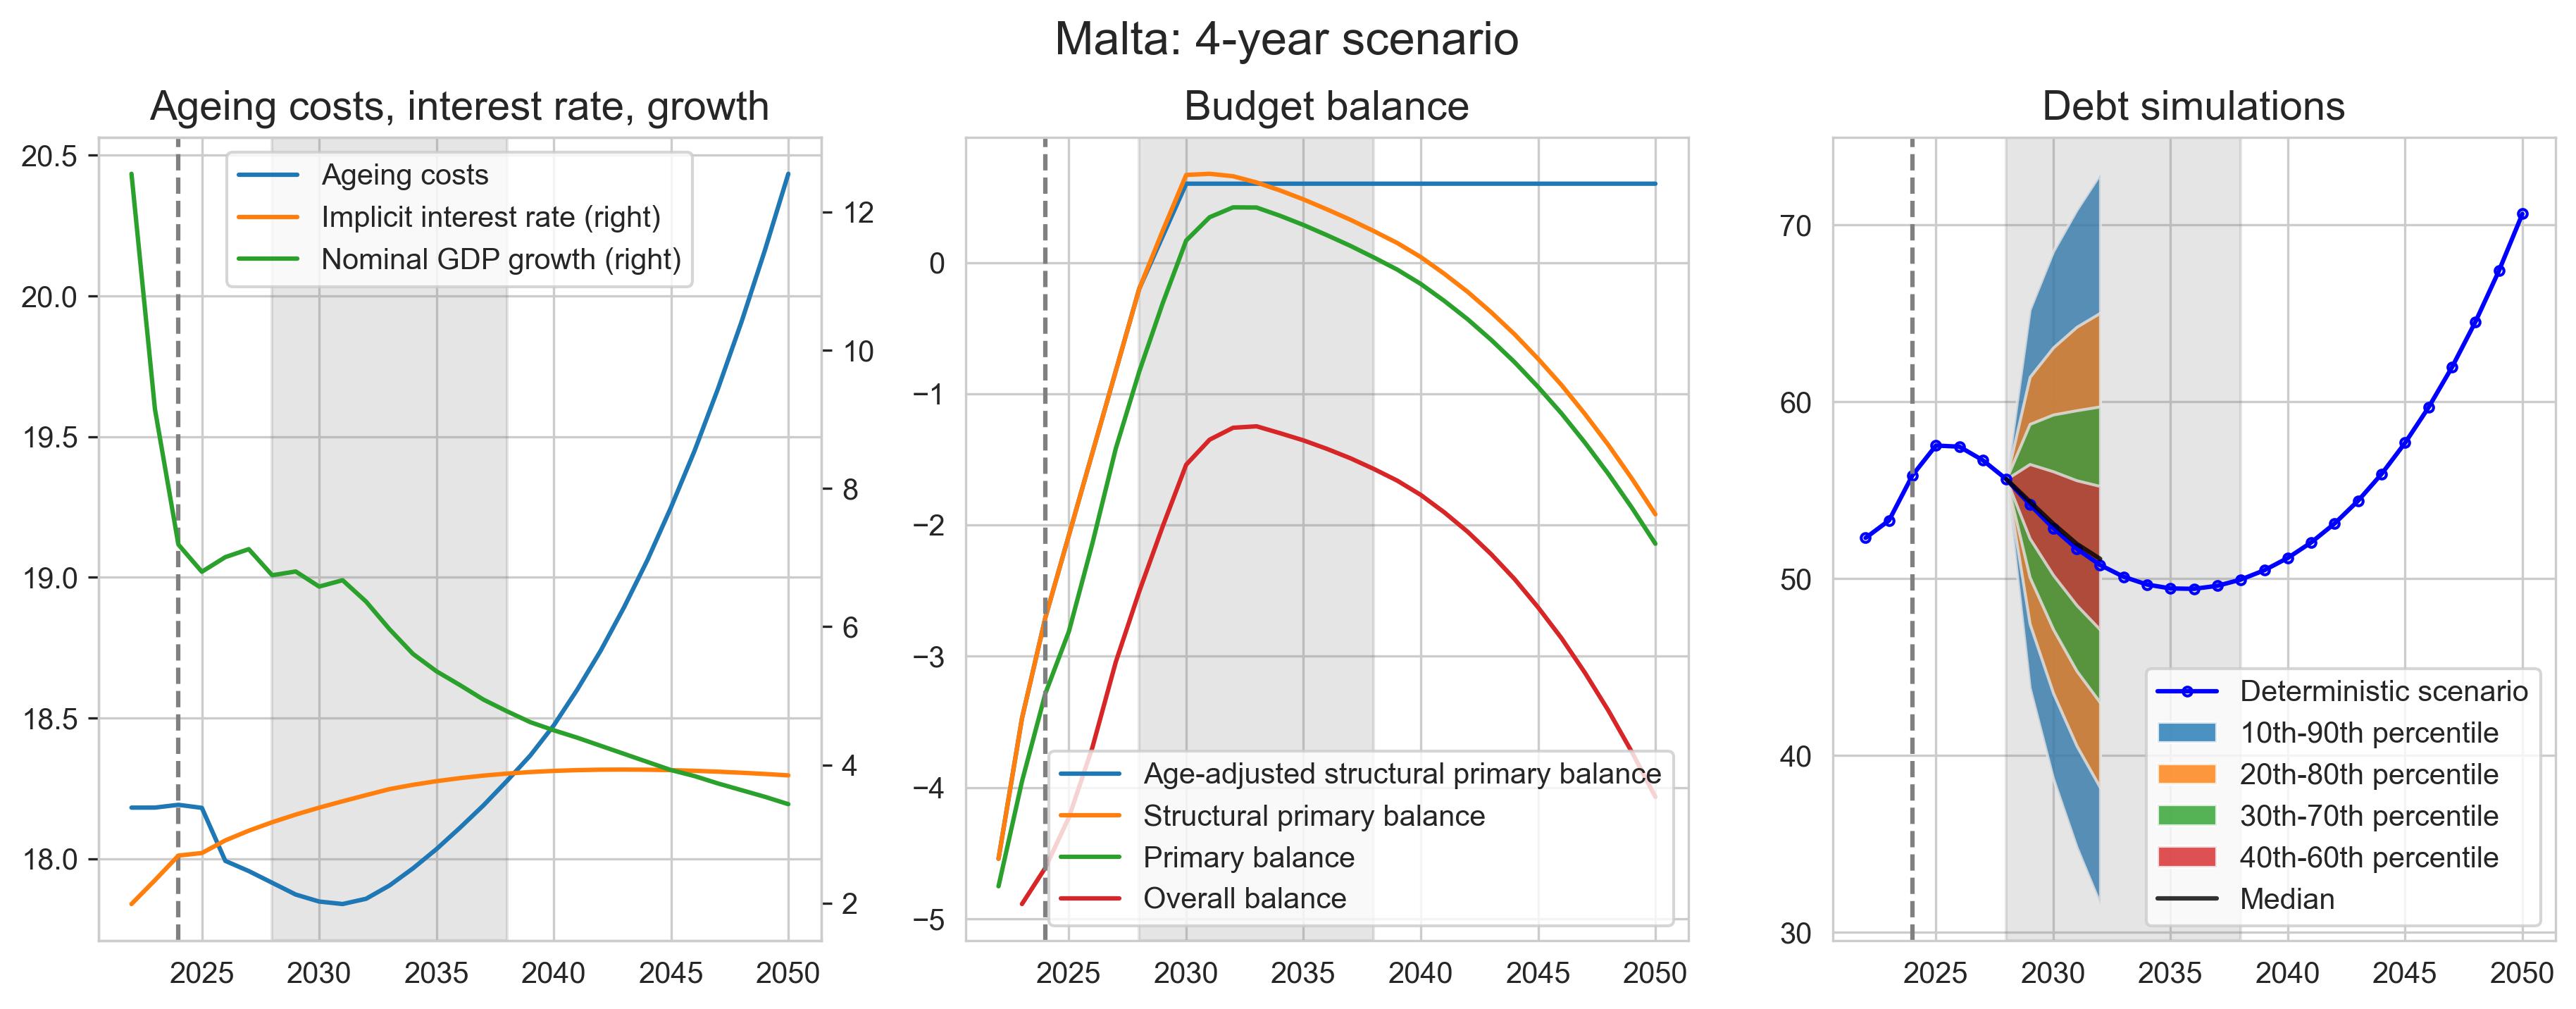 Malta: 4-year scenario
Ageing costs, interest rate, growth
20.5
20.0
19.5
19.0
18.5
18.0
12
10
8
6
4
2
2025 2030 2035 2040 2045 2050
Ageing costs
Implicit interest rate (right)
Nominal GDP growth (right)
Budget balance
0
−1
−2
−3
−4
−5
2025 2030 2035 2040 2045 2050
Age-adjusted structural primary balance
Structural primary balance
Primary balance
Overall balance
Debt simulations
70
60
50
40
30
2025 2030 2035 2040 2045 2050
Deterministic scenario
10th-90th percentile
20th-80th percentile
30th-70th percentile
40th-60th percentile
Median